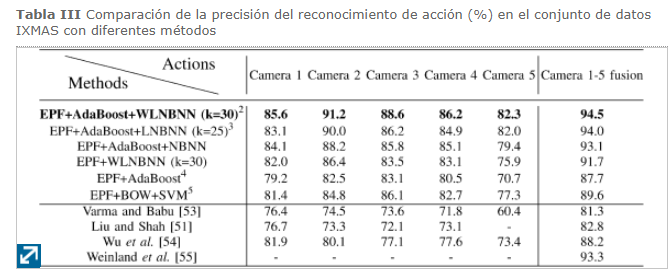 Tabla III Comparación de la precisión del reconocimiento de acción (%) en el conjunto de datos
IXMAS con diferentes métodos
Actions
Methods
Camera 1 Camera 2 Camera 3 Camera 4 Camera 5 Camera 1-5 fusion
EPF+AdaBoost+WLNBNN (k=30)2 85.6 91.2 88.6 86.2 82.3 94.5
EPF+AdaBoost+LNBNN (k=25)3 83.1 90.0 86.2 84.9 82.0 94.0
EPF+AdaBoost+NBNN 84.1 88.2 85.8 85.1 79.4 93.1
EPF+WLNBNN (k=30) 82.0 86.4 83.5 83.1 75.9 91.7
EPF+AdaBoost4 79.2 82.5 83.1 80.5 70.7 87.7
EPF+BOW+SVM5 81.4 84.8 86.1 82.7 77.3 89.6
Varma and Babu [53] 76.4 74.5 73.6 71.8 60.4 81.3
Liu and Shah [51] 76.7 73.3 72.1 73.1 - 82.8
Wu et al. [54] 81.9 80.1 77.1 77.6 73.4 88.2
Weinland et al. [55] - - - - - 93.3